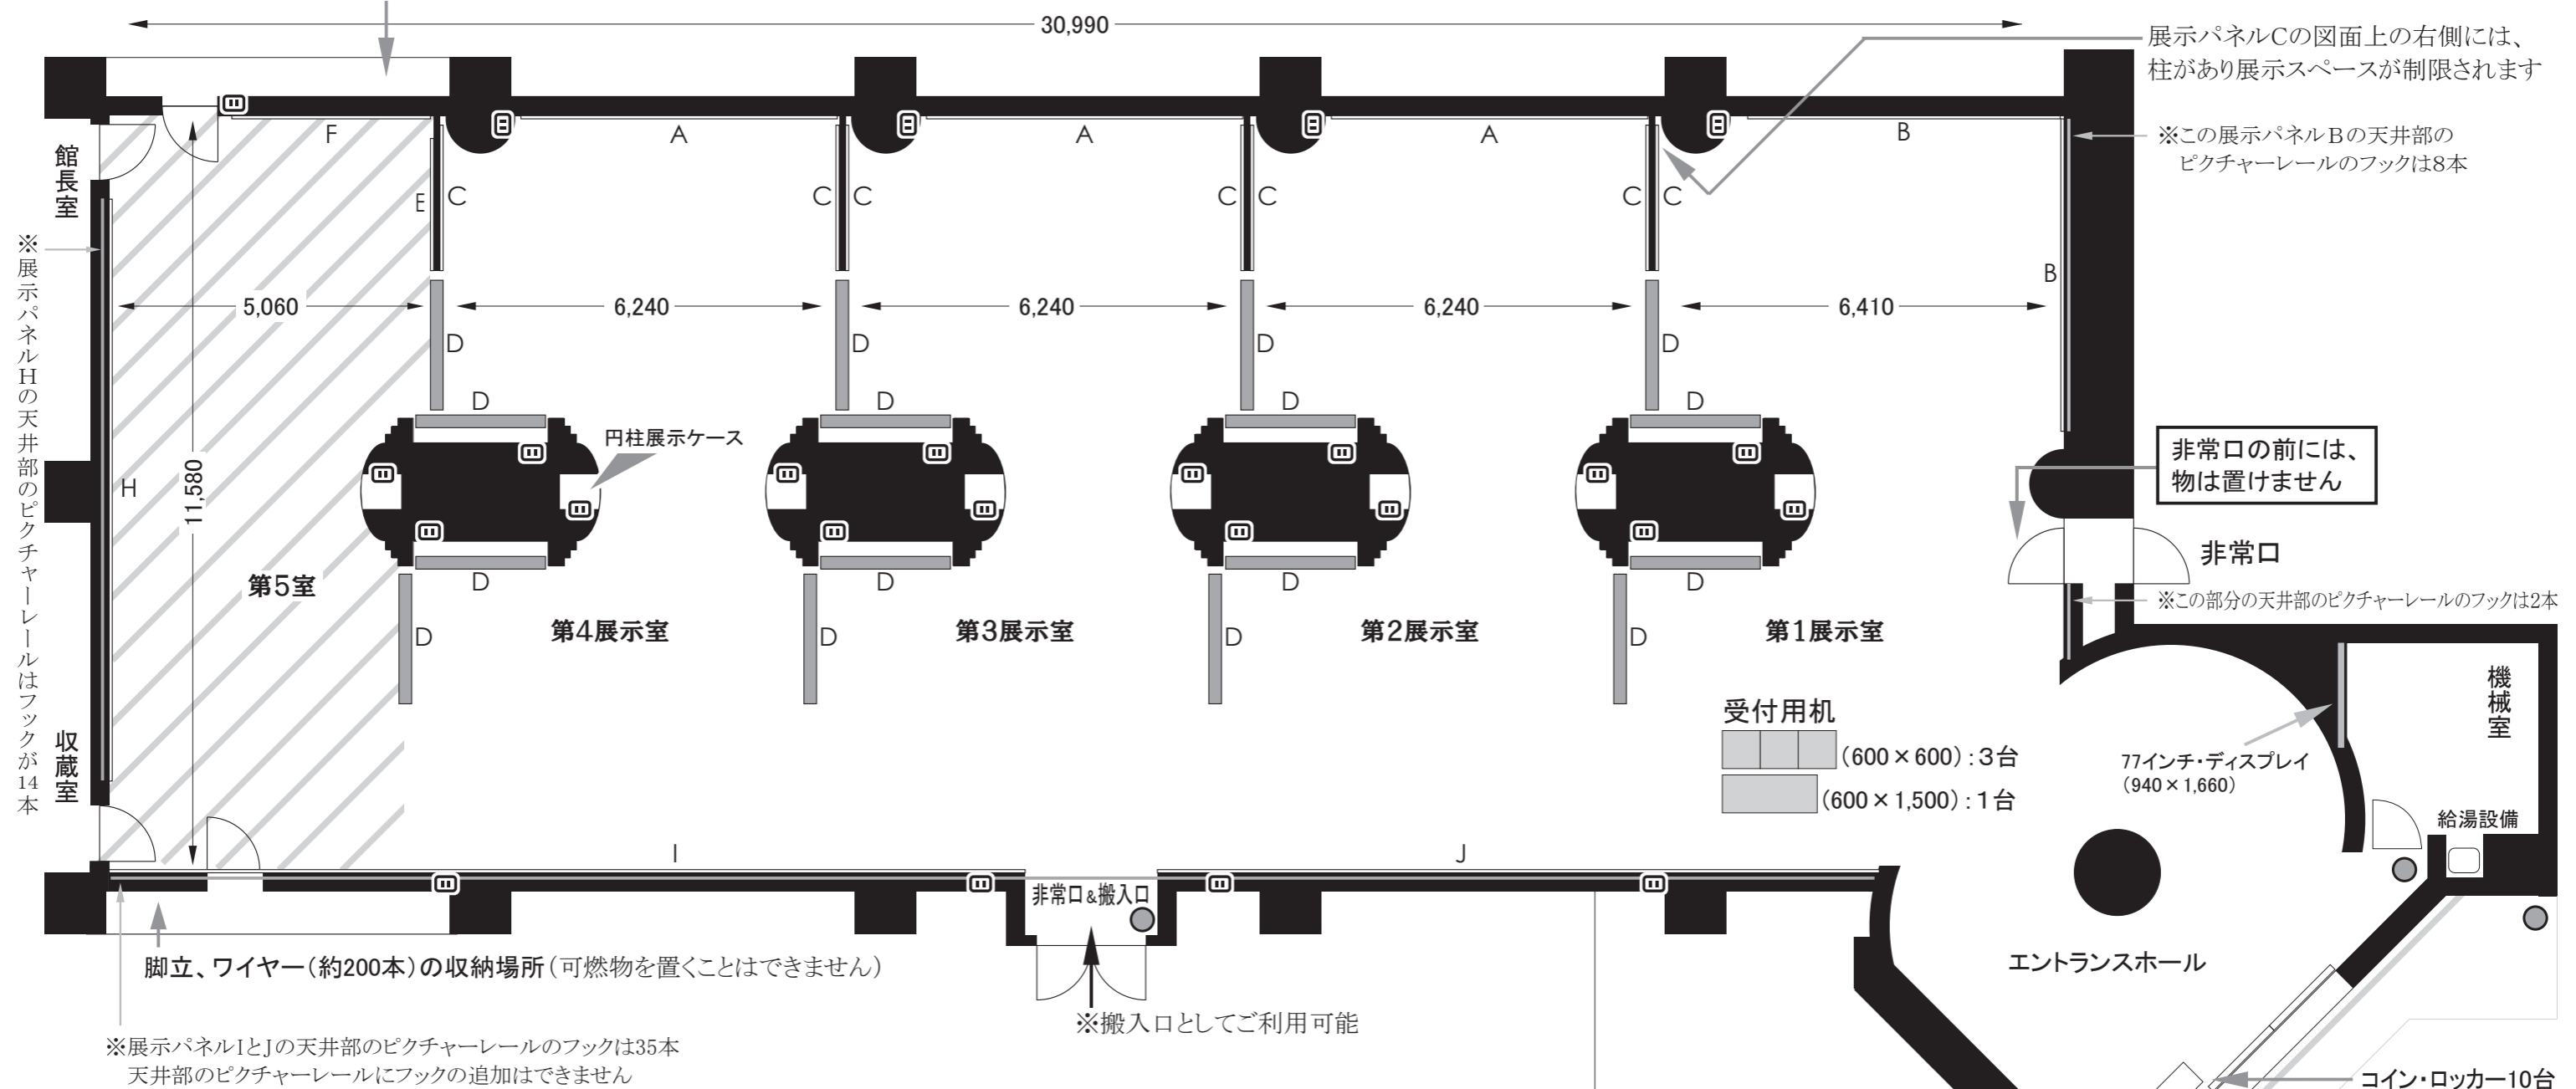 30,990
展示パネルCの図面上の右側には、
柱があり展示スペースが制限されます
F
A
A
A
B
※この展示パネルBの天井部の
ピクチャーレールのフックは8本
館長室
E
C
C
C
C
C
C
C
※展示パネルHの天井部のピクチャーレールはフックが14本
B
5,060
6,240
6,240
6,240
6,410
D
D
D
D
D
D
D
D
円柱展示ケース
非常口の前には、
物は置けません
H
11,580
非常口
第5室
D
D
D
D
※この部分の天井部のピクチャーレールのフックは2本
D
第4展示室
D
第3展示室
D
第2展示室
D
第1展示室
機械室
受付用机
(600×600):3台
(600×1,500):1台
77インチ・ディスプレイ
(940×1,660)
収蔵室
給湯設備
I
J
非常口&搬入口
脚立、ワイヤー(約200本)の収納場所(可燃物を置くことはできません)
エントランスホール
※搬入口としてご利用可能
※展示パネルIとJの天井部のピクチャーレールのフックは35本
天井部のピクチャーレールにフックの追加はできません
コイン・ロッカー10台